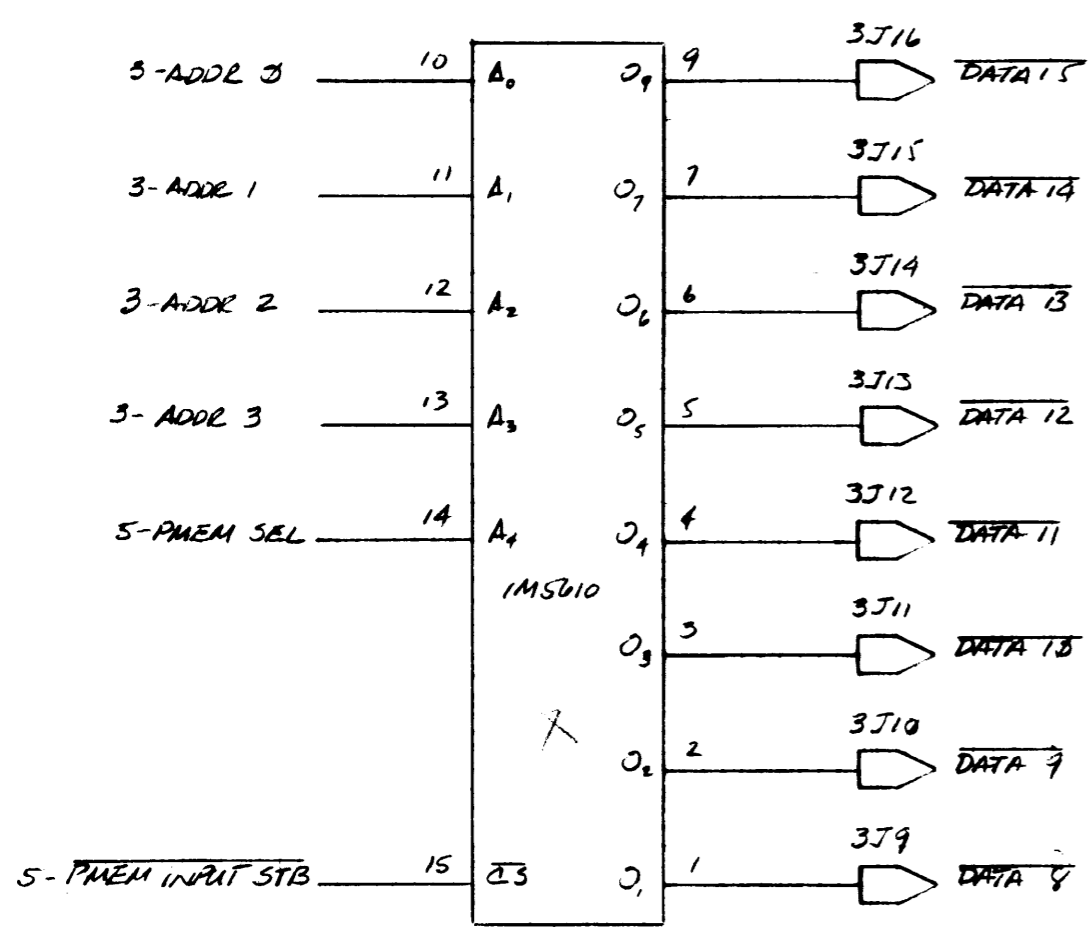 3J16
3-ADDR Ø 10 A₀ O₉ 9 DATA 15
3J15
3-ADDR 1 11 A₁ O₇ 7 DATA 14
3J14
3-ADDR 2 12 A₂ O₆ 6 DATA 13
3J13
3-ADDR 3 13 A₃ O₅ 5 DATA 12
3J12
5-PMEM SEL 14 A₄ O₄ 4 DATA 11
IM5610
3J11
O₃ 3 DATA 1Ø
3J10
O₂ 2 DATA 9
3J9
5-PMEM INPUT STB 15 CS O₁ 1 DATA 8